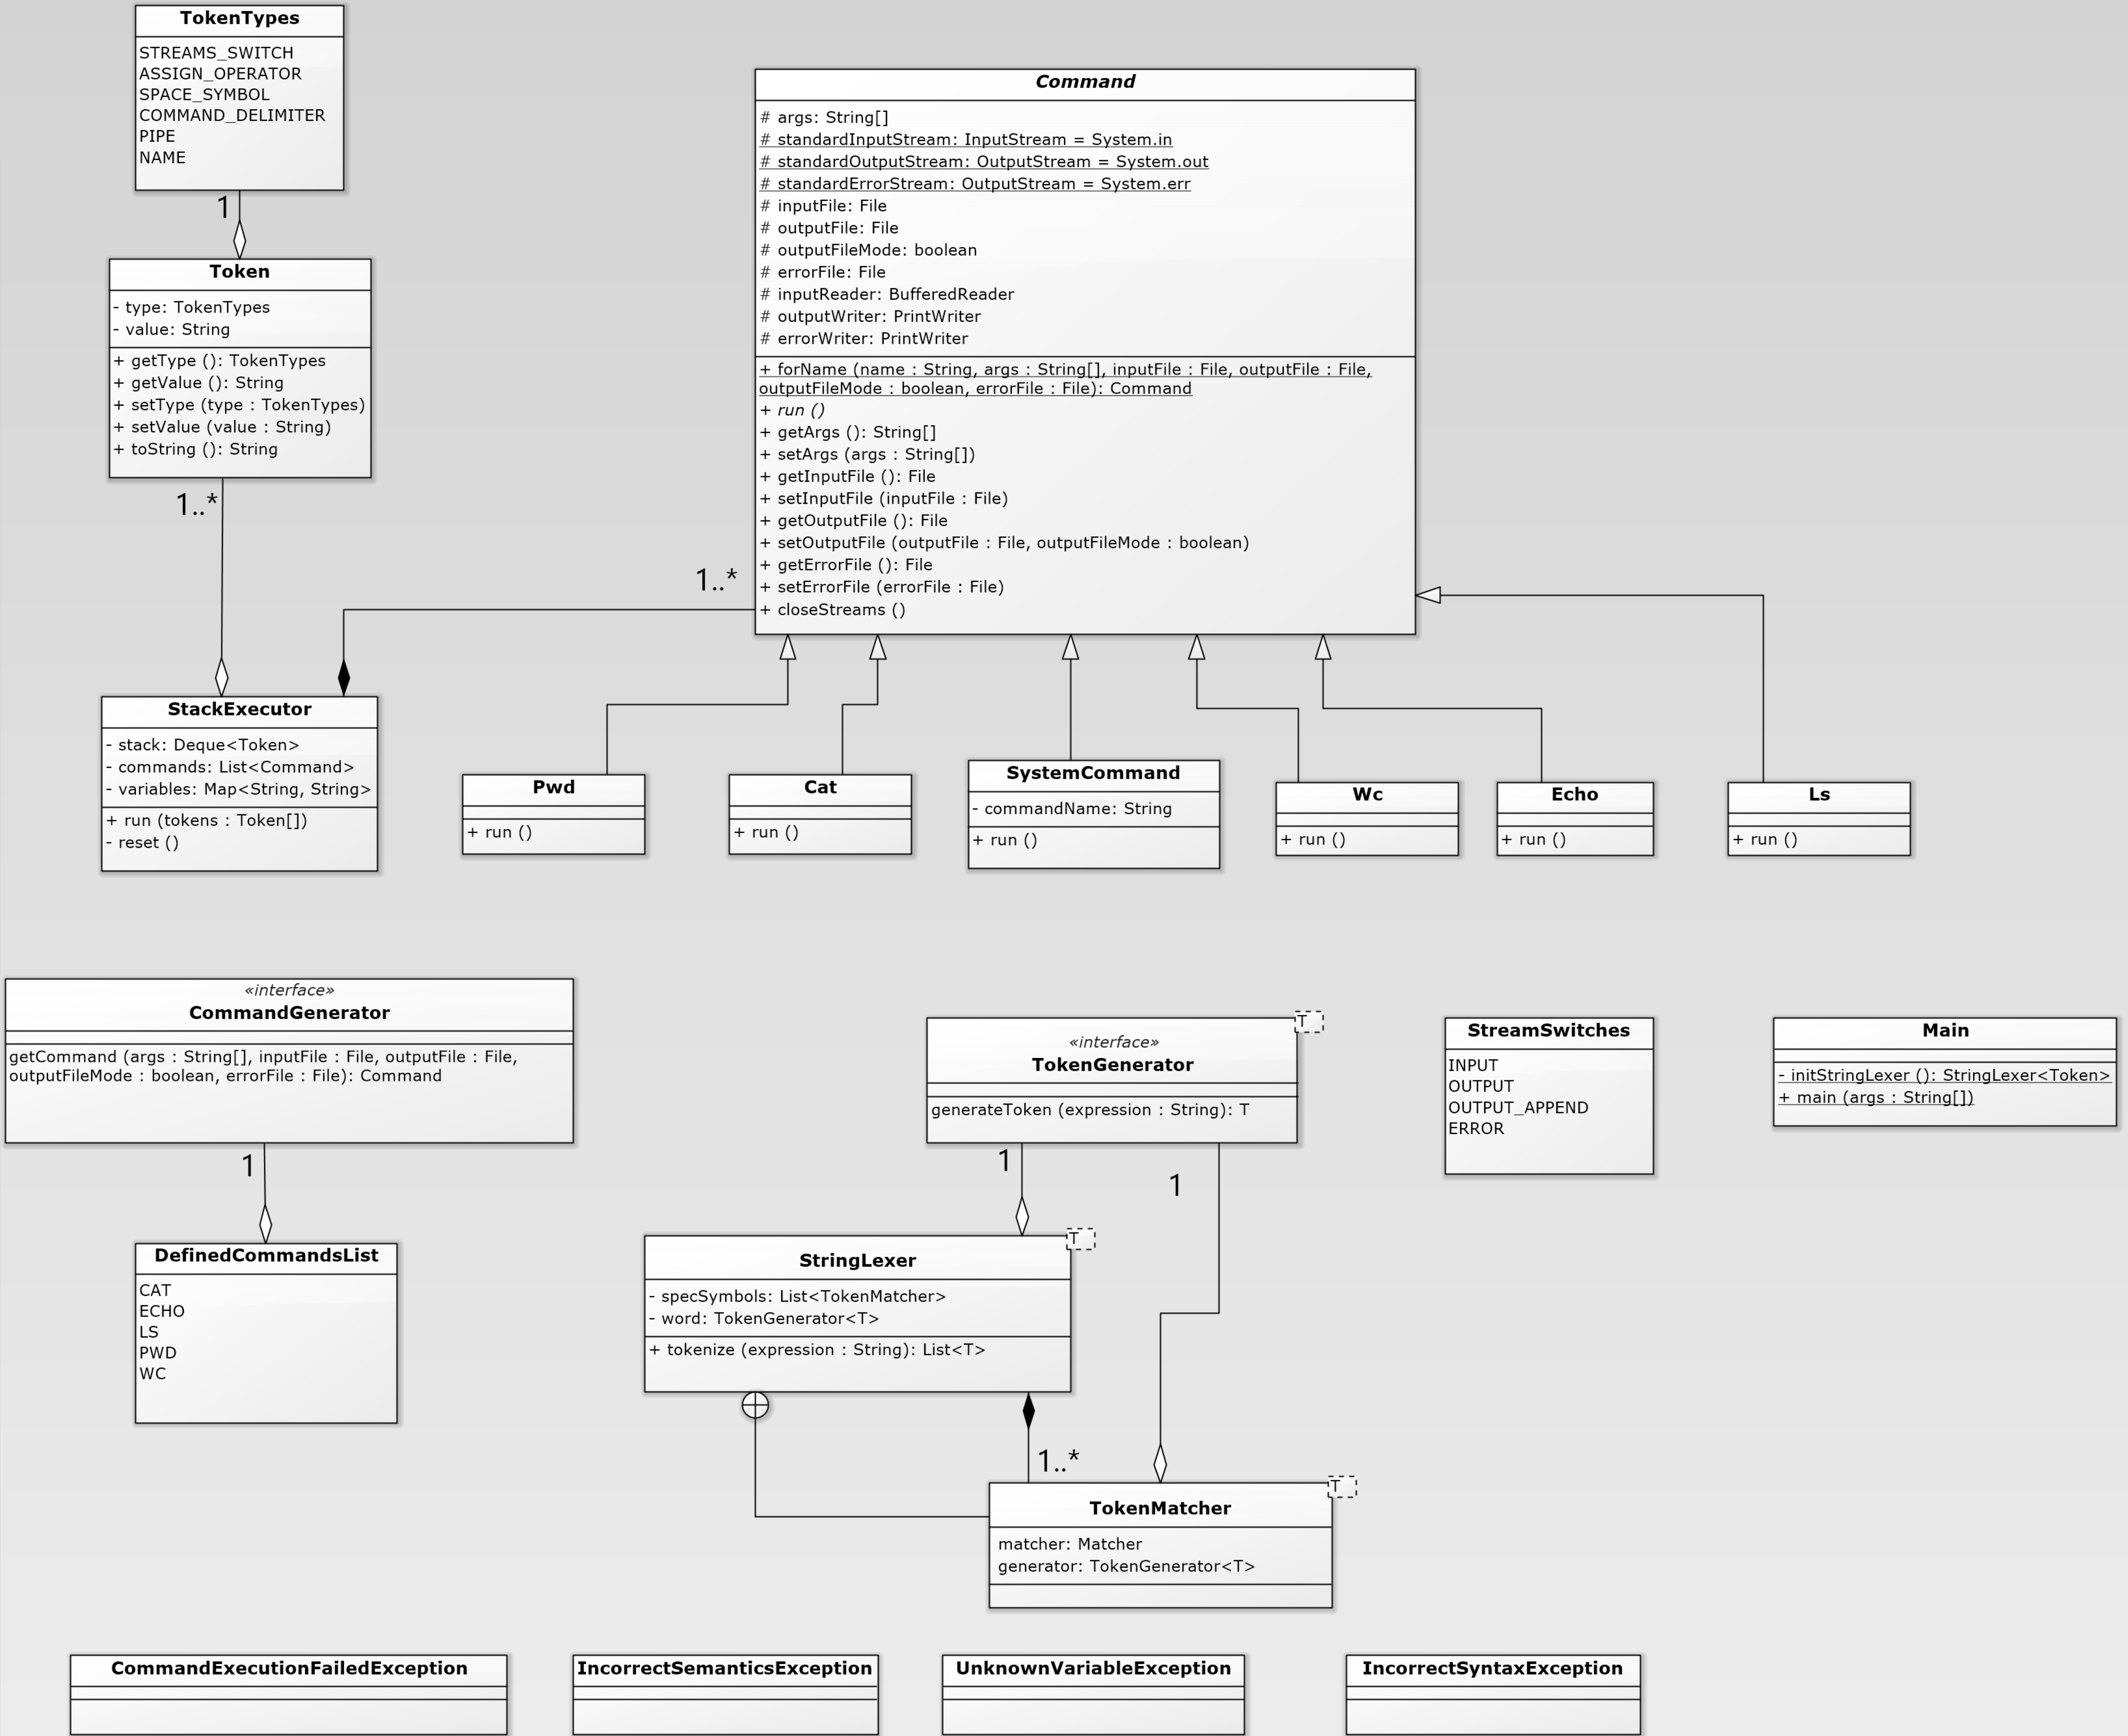 TokenTypes
STREAMS_SWITCH
ASSIGN_OPERATOR
SPACE_SYMBOL
COMMAND_DELIMITER
PIPE
NAME
1
Token
- type: TokenTypes
- value: String
+ getType (): TokenTypes
+ getValue (): String
+ setType (type : TokenTypes)
+ setValue (value : String)
+ toString (): String
1..*
Command
# args: String[]
# standardInputStream: InputStream = System.in
# standardOutputStream: OutputStream = System.out
# standardErrorStream: OutputStream = System.err
# inputFile: File
# outputFile: File
# outputFileMode: boolean
# errorFile: File
# inputReader: BufferedReader
# outputWriter: PrintWriter
# errorWriter: PrintWriter
+ forName (name : String, args : String[], inputFile : File, outputFile : File,
outputFileMode : boolean, errorFile : File): Command
+ run ()
+ getArgs (): String[]
+ setArgs (args : String[])
+ getInputFile (): File
+ setInputFile (inputFile : File)
+ getOutputFile (): File
+ setOutputFile (outputFile : File, outputFileMode : boolean)
+ getErrorFile (): File
+ setErrorFile (errorFile : File)
+ closeStreams ()
1..*
StackExecutor
- stack: Deque<Token>
- commands: List<Command>
- variables: Map<String, String>
+ run (tokens : Token[])
- reset ()
Pwd
+ run ()
Cat
+ run ()
SystemCommand
- commandName: String
+ run ()
Wc
+ run ()
Echo
+ run ()
Ls
+ run ()
«interface»
CommandGenerator
getCommand (args : String[], inputFile : File, outputFile : File,
outputFileMode : boolean, errorFile : File): Command
1
DefinedCommandsList
CAT
ECHO
LS
PWD
WC
T
«interface»
TokenGenerator
generateToken (expression : String): T
1
1
StreamSwitches
INPUT
OUTPUT
OUTPUT_APPEND
ERROR
Main
- initStringLexer (): StringLexer<Token>
+ main (args : String[])
T
StringLexer
- specSymbols: List<TokenMatcher>
- word: TokenGenerator<T>
+ tokenize (expression : String): List<T>
1..*
T
TokenMatcher
matcher: Matcher
generator: TokenGenerator<T>
CommandExecutionFailedException
IncorrectSemanticsException
UnknownVariableException
IncorrectSyntaxException